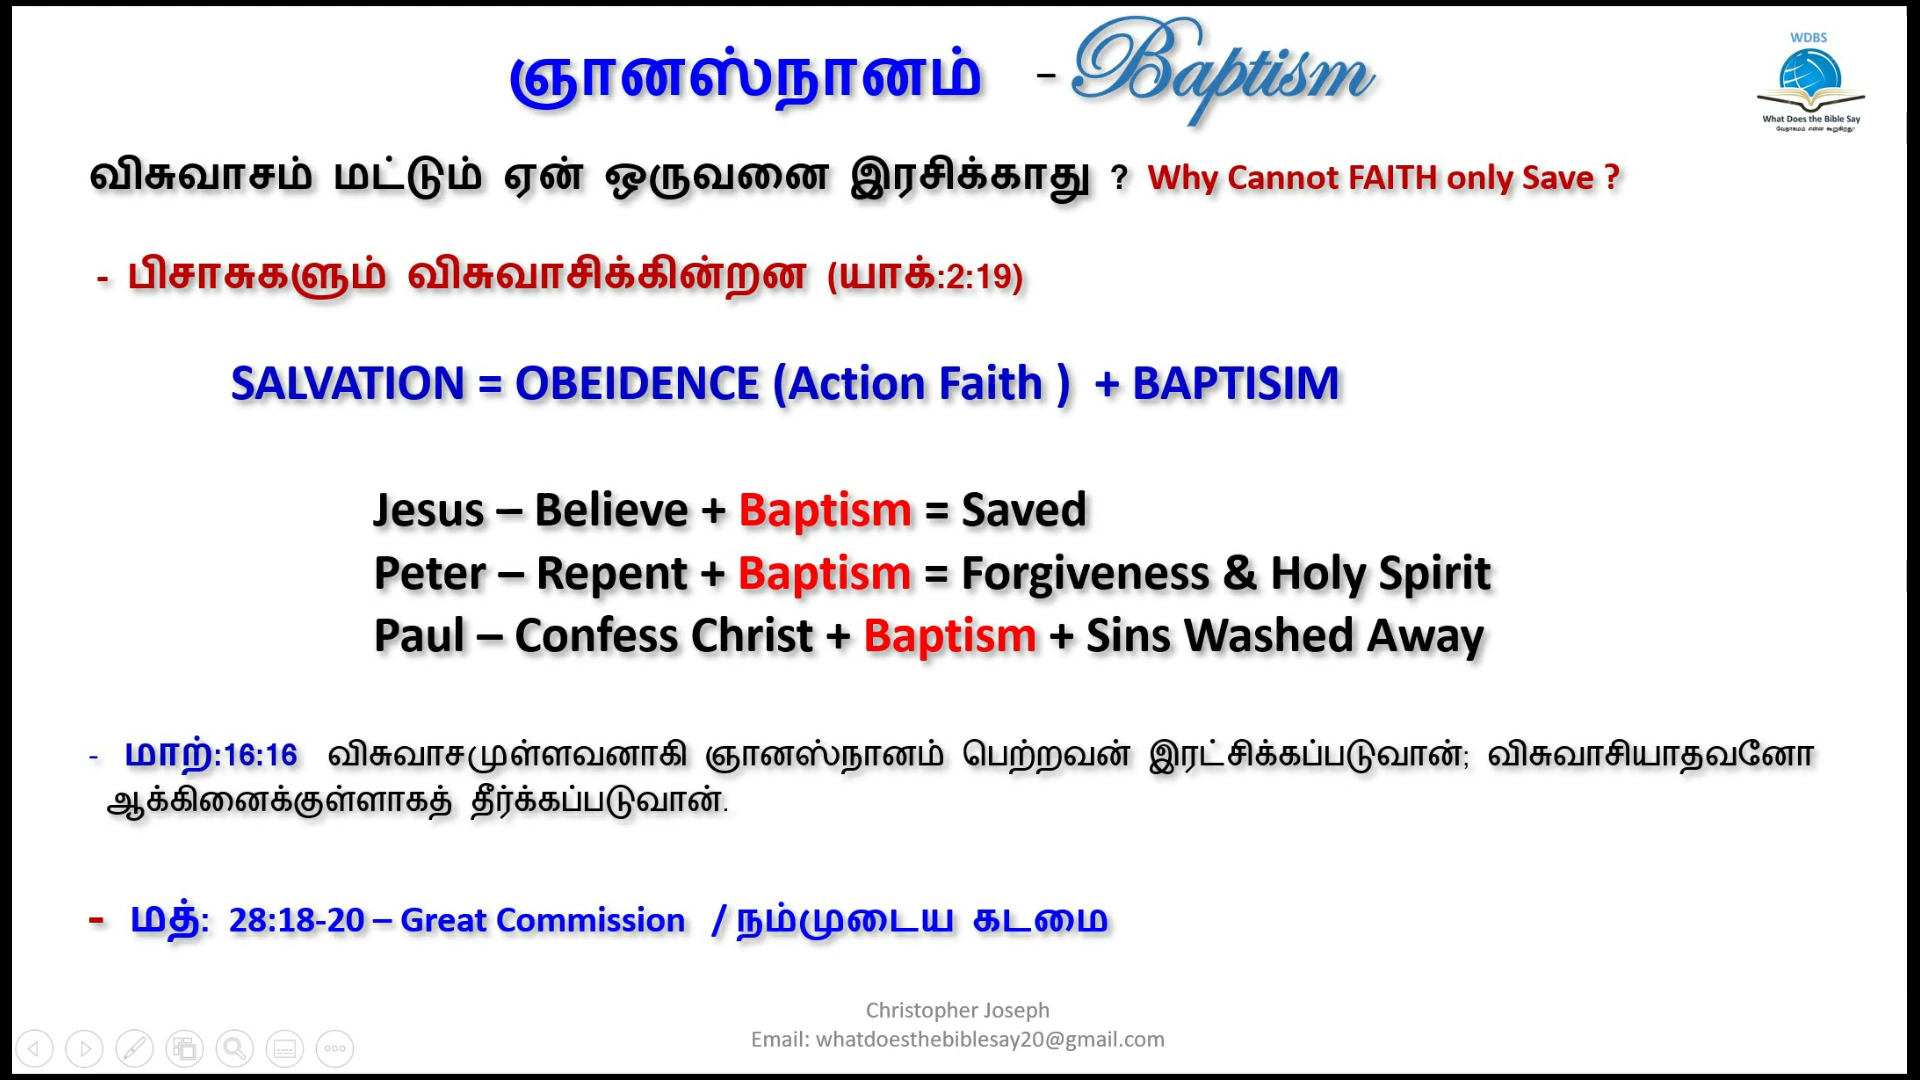 ஞானஸ்நானம் – Baptism
WDBS
What Does the Bible Say
வேதாகமம் என்ன கூறுகிறது?
விசுவாசம் மட்டும் ஏன் ஒருவனை இரசிக்காது ? Why Cannot FAITH only Save ?
- பிசாசுகளும் விசுவாசிக்கின்றன (யாக்:2:19)
SALVATION = OBEIDENCE (Action Faith ) + BAPTISIM
Jesus – Believe + Baptism = Saved
Peter – Repent + Baptism = Forgiveness & Holy Spirit
Paul – Confess Christ + Baptism + Sins Washed Away
- மாற்:16:16 விசுவாசமுள்ளவனாகி ஞானஸ்நானம் பெற்றவன் இரட்சிக்கப்படுவான்; விசுவாசியாதவனோ
ஆக்கினைக்குள்ளாகத் தீர்க்கப்படுவான்.
- மத்: 28:18-20 – Great Commission / நம்முடைய கடமை
Christopher Joseph
Email: whatdoesthebiblesay20@gmail.com